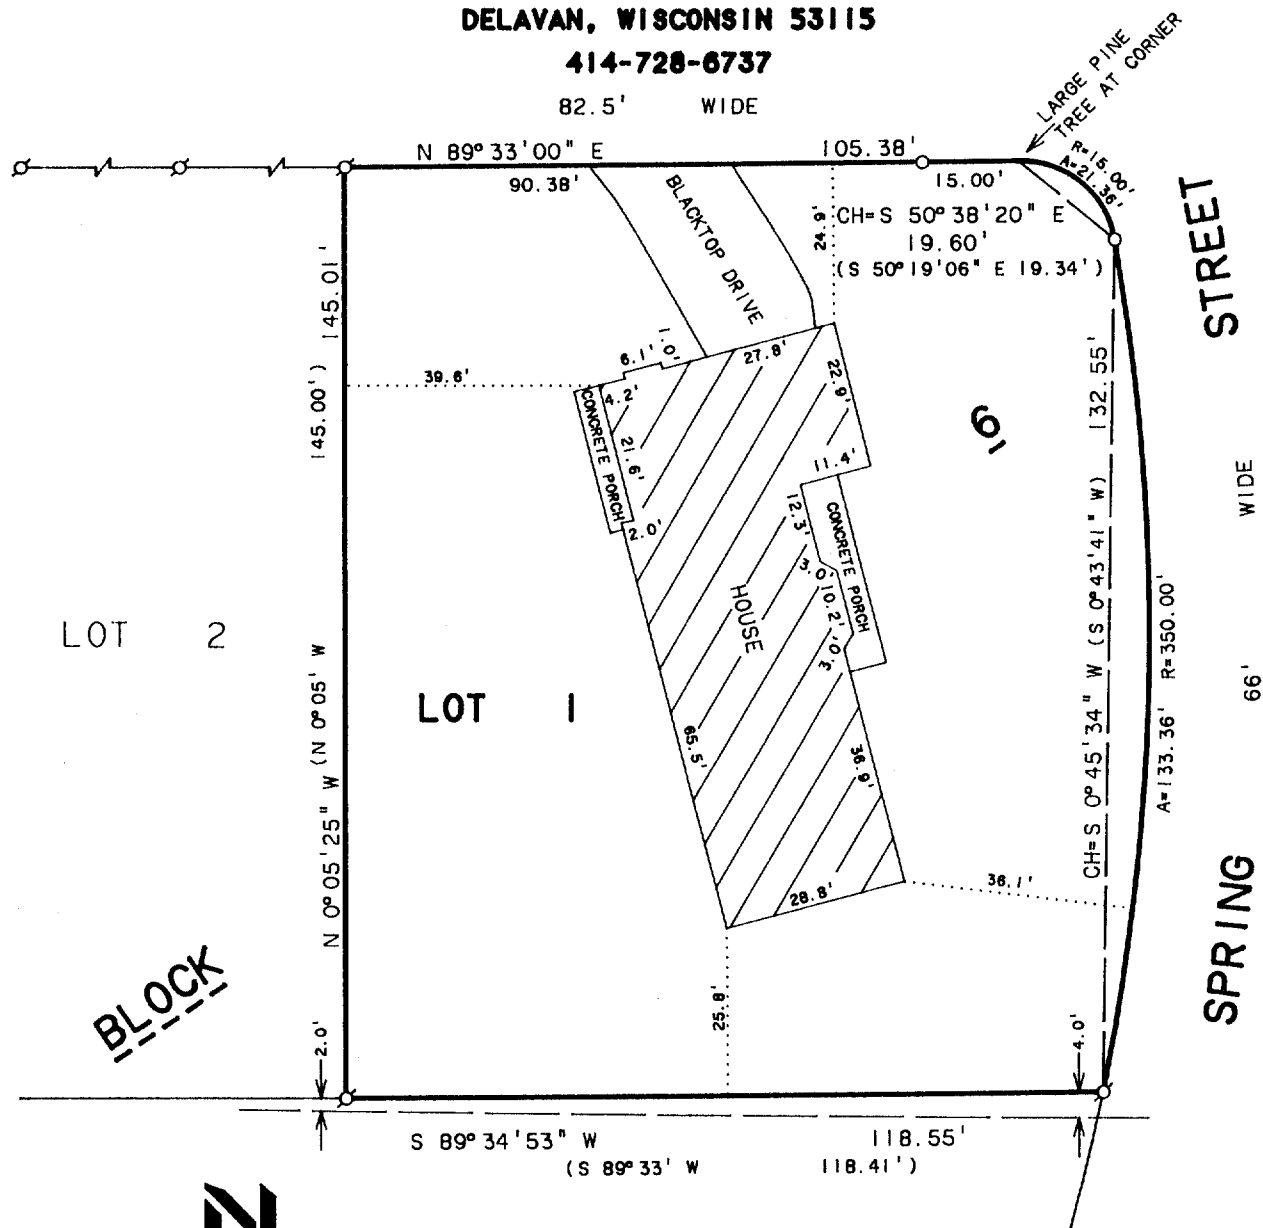 DELAVAN, WISCONSIN 53115
414-728-6737
82.5' WIDE
LARGE PINE
TREE AT CORNER
N 89° 33'00" E
105.38'
90.38'
15.00'
R=15.00'
A=21.36'
CH= S 50° 38'20" E
19.60'
(S 50°19'06" E 19.34')
BLACKTOP DRIVE
24.9'
STREET
145.01'
145.00')
N 0° 05'25" W
(N 0° 05' W
39.6'
6.1'
1.0'
27.8'
22.9'
4.2'
CONCRETE PORCH
21.6'
2.0'
11.4'
12.3'
CONCRETE PORCH
3.0'
10.2'
3.0'
HOUSE
65.5'
36.9'
28.8'
36.1'
25.8'
61
132.55'
CH= S 0° 45'34" W (S 0° 43'41" W)
A=133.36' R=350.00'
WIDE
66'
SPRING
LOT 2
LOT 1
BLOCK
2.0'
4.0'
S 89° 34'53" W 118.55'
(S 89° 33' W 118.41')
N